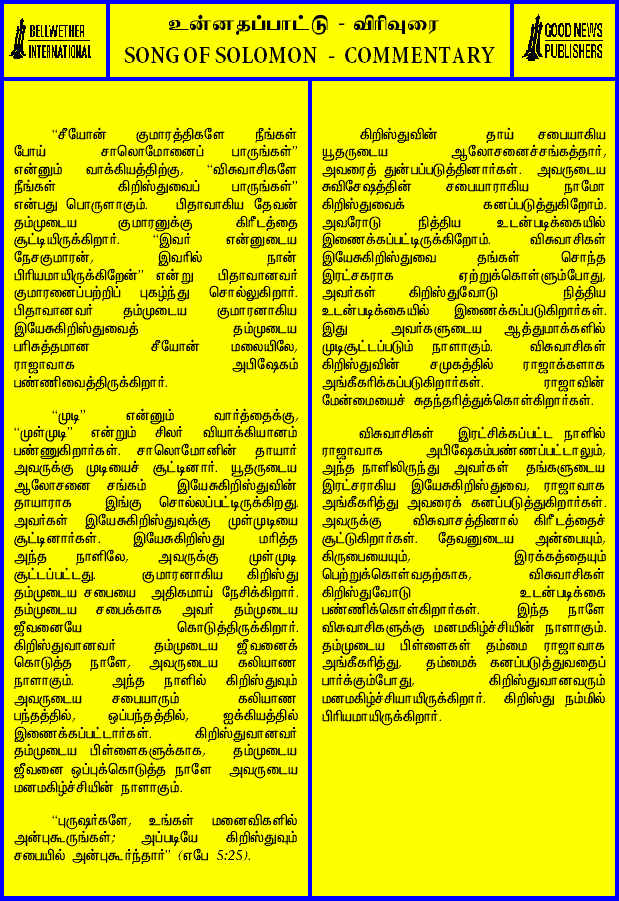 BELLWETHER
INTERNATIONAL
உன்னதப்பாட்டு - விரிவுரை
SONG OF SOLOMON - COMMENTARY
GOOD NEWS
PUBLISHERS
“சீயோன் குமாரத்திகளே நீங்கள்
போய் சாலொமோனைப் பாருங்கள்”
என்னும் வாக்கியத்திற்கு, “விசுவாசிகளே
நீங்கள் கிறிஸ்துவைப் பாருங்கள்”
என்பது பொருளாகும். பிதாவாகிய தேவன்
தம்முடைய குமாரனுக்கு கிரீடத்தை
சூட்டியிருக்கிறார். “இவர் என்னுடைய
நேசகுமாரன், இவரில் நான்
பிரியமாயிருக்கிறேன்” என்று பிதாவானவர்
குமாரனைப்பற்றிப் புகழ்ந்து சொல்லுகிறார்.
பிதாவானவர் தம்முடைய குமாரனாகிய
இயேசுகிறிஸ்துவைத் தம்முடைய
பரிசுத்தமான சீயோன் மலையிலே,
ராஜாவாக அபிஷேகம்
பண்ணிவைத்திருக்கிறார்.
“முடி” என்னும் வார்த்தைக்கு,
“முள்முடி” என்றும் சிலர் வியாக்கியானம்
பண்ணுகிறார்கள். சாலொமோனின் தாயார்
அவருக்கு முடியைச் சூட்டினார். யூதருடைய
ஆலோசனை சங்கம் இயேசுகிறிஸ்துவின்
தாயாராக இங்கு சொல்லப்பட்டிருக்கிறது.
அவர்கள் இயேசுகிறிஸ்துவுக்கு முள்முடியை
சூட்டினார்கள். இயேசுகிறிஸ்து மரித்த
அந்த நாளிலே, அவருக்கு முள்முடி
சூட்டப்பட்டது. குமாரனாகிய கிறிஸ்து
தம்முடைய சபையை அதிகமாய் நேசிக்கிறார்.
தம்முடைய சபைக்காக அவர் தம்முடைய
ஜீவனையே கொடுத்திருக்கிறார்.
கிறிஸ்துவானவர் தம்முடைய ஜீவனைக்
கொடுத்த நாளே, அவருடைய கலியாண
நாளாகும். அந்த நாளில் கிறிஸ்துவும்
அவருடைய சபையாரும் கலியாண
பந்தத்தில், ஒப்பந்தத்தில், ஐக்கியத்தில்
இணைக்கப்பட்டார்கள். கிறிஸ்துவானவர்
தம்முடைய பிள்ளைகளுக்காக, தம்முடைய
ஜீவனை ஒப்புக்கொடுத்த நாளே அவருடைய
மனமகிழ்ச்சியின் நாளாகும்.
“புருஷர்களே, உங்கள் மனைவிகளில்
அன்புகூருங்கள்; அப்படியே கிறிஸ்துவும்
சபையில் அன்புகூர்ந்தார்” (எபே 5:25).
கிறிஸ்துவின் தாய் சபையாகிய
யூதருடைய ஆலோசனைச்சங்கத்தார்,
அவரைத் துன்பப்படுத்தினார்கள். அவருடைய
சுவிசேஷத்தின் சபையாராகிய நாமோ
கிறிஸ்துவைக் கனப்படுத்துகிறோம்.
அவரோடு நித்திய உடன்படிக்கையில்
இணைக்கப்பட்டிருக்கிறோம். விசுவாசிகள்
இயேசுகிறிஸ்துவை தங்கள் சொந்த
இரட்சகராக ஏற்றுக்கொள்ளும்போது,
அவர்கள் கிறிஸ்துவோடு நித்திய
உடன்படிக்கையில் இணைக்கப்படுகிறார்கள்.
இது அவர்களுடைய ஆத்துமாக்களில்
முடிசூட்டப்படும் நாளாகும். விசுவாசிகள்
கிறிஸ்துவின் சமுகத்தில் ராஜாக்களாக
அங்கீகரிக்கப்படுகிறார்கள். ராஜாவின்
மேன்மையைச் சுதந்தரித்துக்கொள்கிறார்கள்.
விசுவாசிகள் இரட்சிக்கப்பட்ட நாளில்
ராஜாவாக அபிஷேகம்பண்ணப்பட்டாலும்,
அந்த நாளிலிருந்து அவர்கள் தங்களுடைய
இரட்சகராகிய இயேசுகிறிஸ்துவை, ராஜாவாக
அங்கீகரித்து அவரைக் கனப்படுத்துகிறார்கள்.
அவருக்கு விசுவாசத்தினால் கிரீடத்தைச்
சூட்டுகிறார்கள். தேவனுடைய அன்பையும்,
கிருபையையும், இரக்கத்தையும்
பெற்றுக்கொள்வதற்காக, விசுவாசிகள்
கிறிஸ்துவோடு உடன்படிக்கை
பண்ணிக்கொள்கிறார்கள். இந்த நாளே
விசுவாசிகளுக்கு மனமகிழ்ச்சியின் நாளாகும்.
தம்முடைய பிள்ளைகள் தம்மை ராஜாவாக
அங்கீகரித்து, தம்மைக் கனப்படுத்துவதைப்
பார்க்கும்போது, கிறிஸ்துவானவரும்
மனமகிழ்ச்சியாயிருக்கிறார். கிறிஸ்து நம்மில்
பிரியமாயிருக்கிறார்.